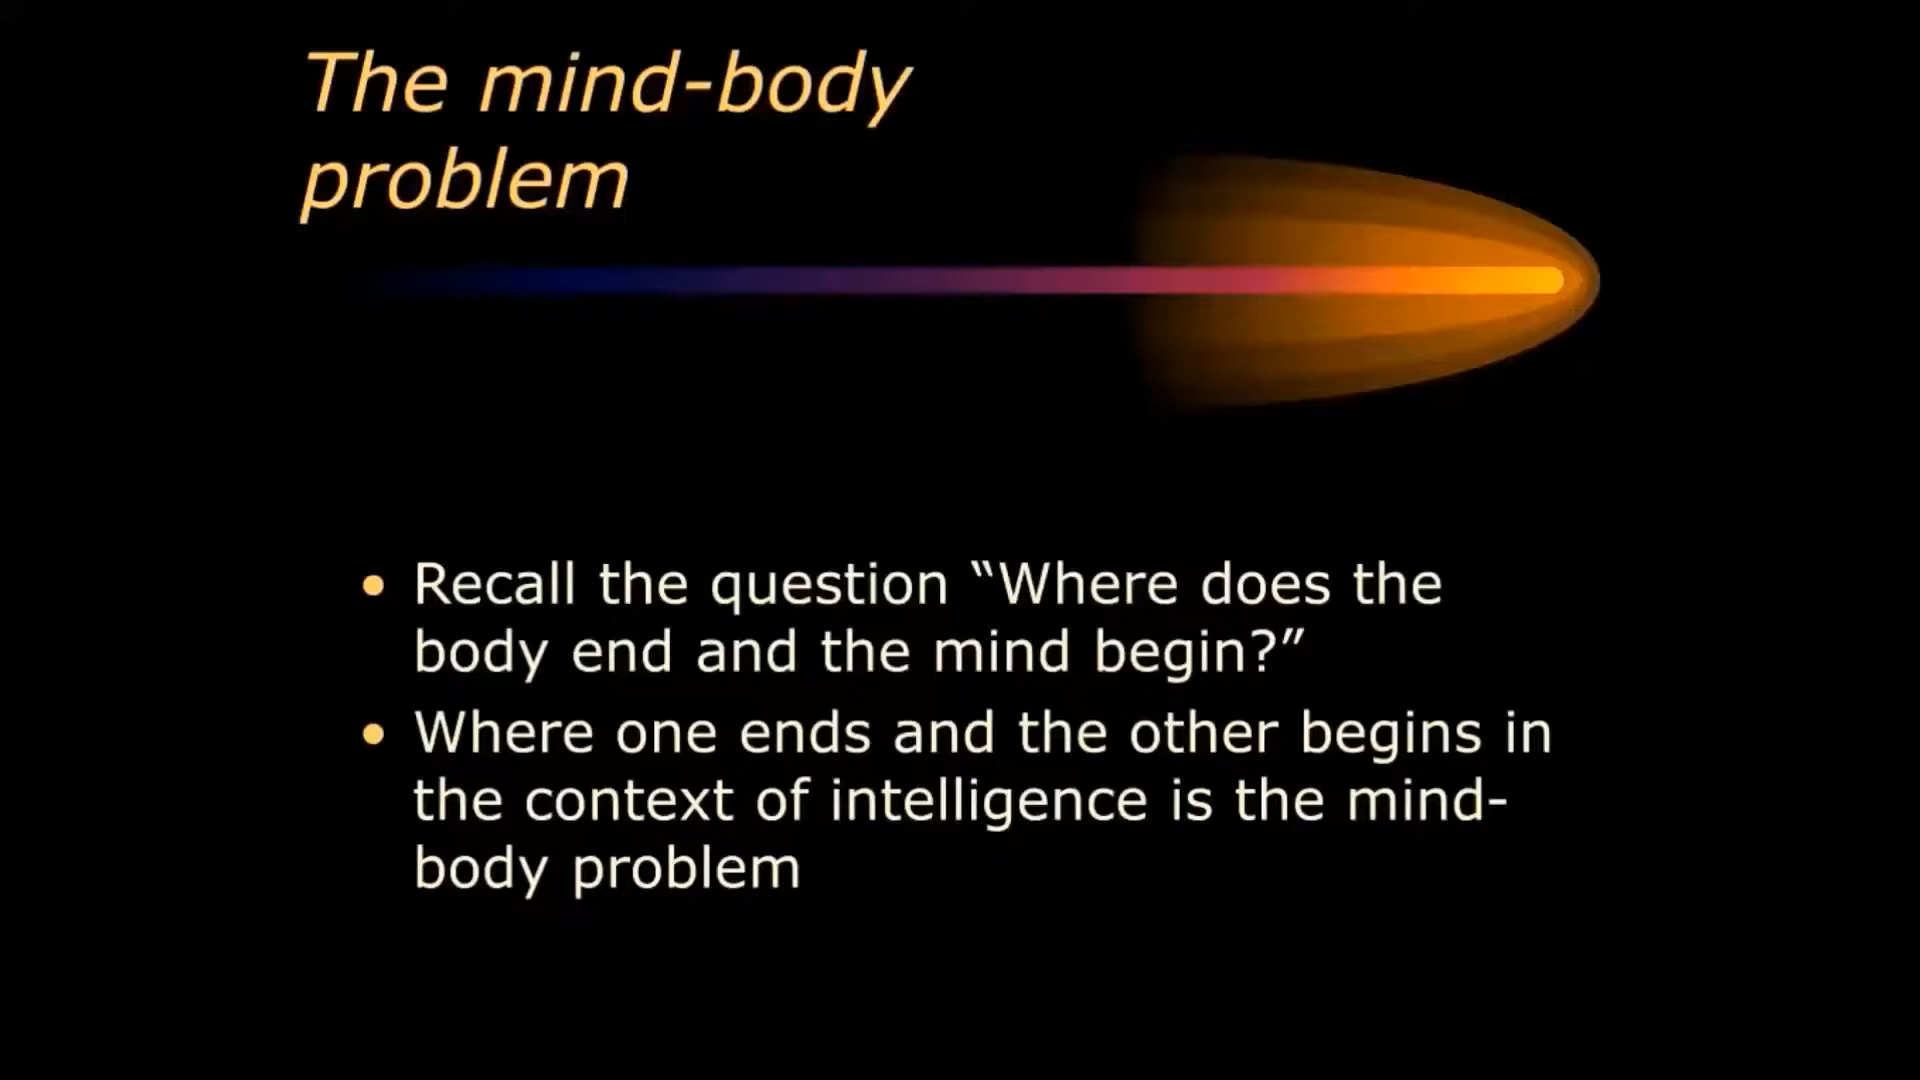 The mind-body
problem
• Recall the question “Where does the
body end and the mind begin?”
• Where one ends and the other begins in
the context of intelligence is the mind-
body problem